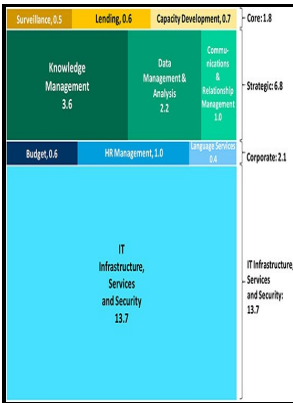 Surveillance, 0.5
Lending, 0.6
Capacity Development, 0.7
Core: 1.8
Knowledge
Management
3.6
Data
Management &
Analysis
2.2
Commu-
nications
&
Relationship
Management
1.0
Strategic: 6.8
Budget, 0.6
HR Management, 1.0
Language Services
0.4
Corporate: 2.1
IT
Infrastructure,
Services
and Security
13.7
IT Infrastructure,
Services
and Security:
13.7